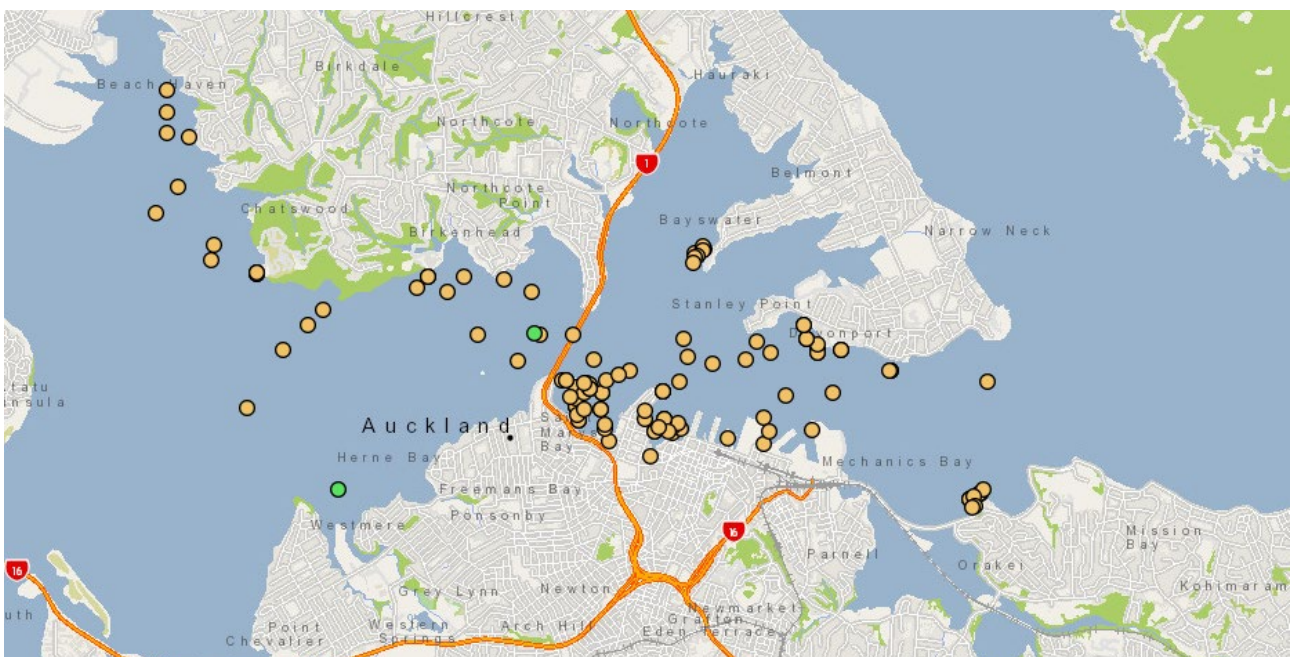 Hillcrest
Birkdale
Beach Haven
Hauraki
Northcote
Northcote
1
Belmont
Northcote
Point
Chatswood
Bayswater
Birkenhead
Narrow Neck
Stanley Point
Devonport
Auckland
Marys
Bay
Herne Bay
Mechanics Bay
Freemans Bay
Ponsonby
Westmere
16
Mission
Bay
Parnell
Orakei
16
Newton
Grey Lynn
Kohimaram
Newmarket
Grafton
Point
Chevalier
Western
Springs
Arch Hill
Eden Terrace